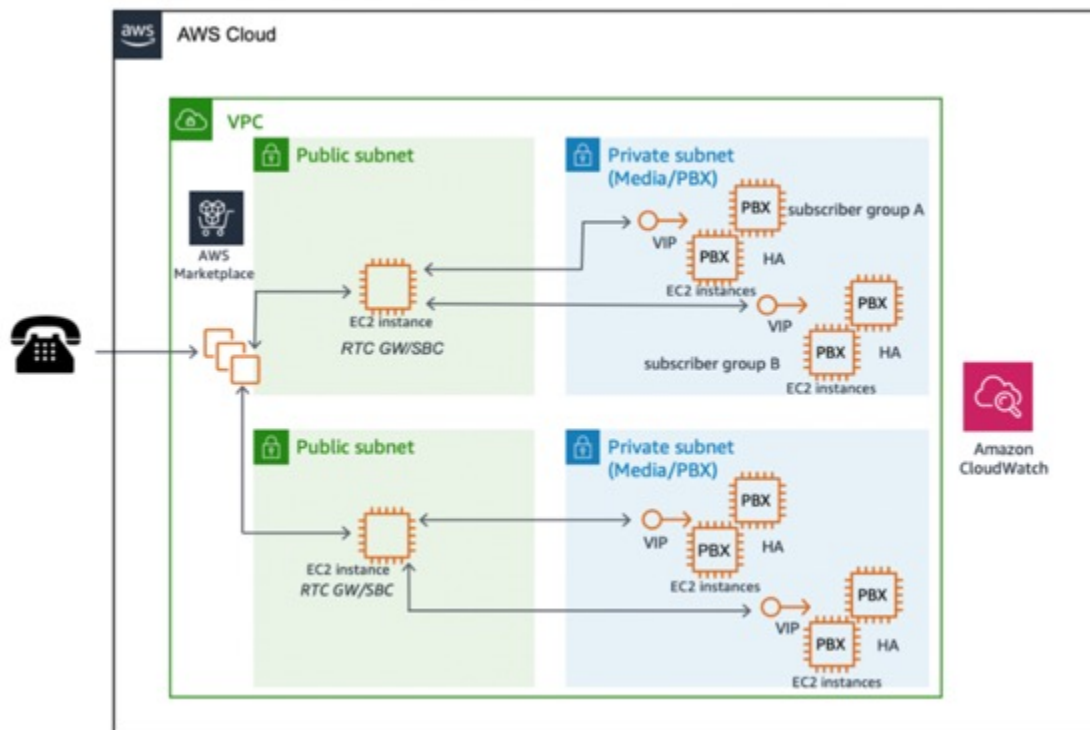 aws
AWS Cloud
VPC
Public subnet
Private subnet
(Media/PBX)
AWS
Marketplace
PBX
subscriber group A
VIP
PBX
HA
EC2 instances
EC2 instance
RTC GW/SBC
PBX
VIP
PBX
HA
subscriber group B
EC2 instances
Public subnet
Private subnet
(Media/PBX)
Amazon
CloudWatch
PBX
VIP
PBX
HA
EC2 instances
EC2 instance
RTC GW/SBC
PBX
VIP
PBX
HA
EC2 instances